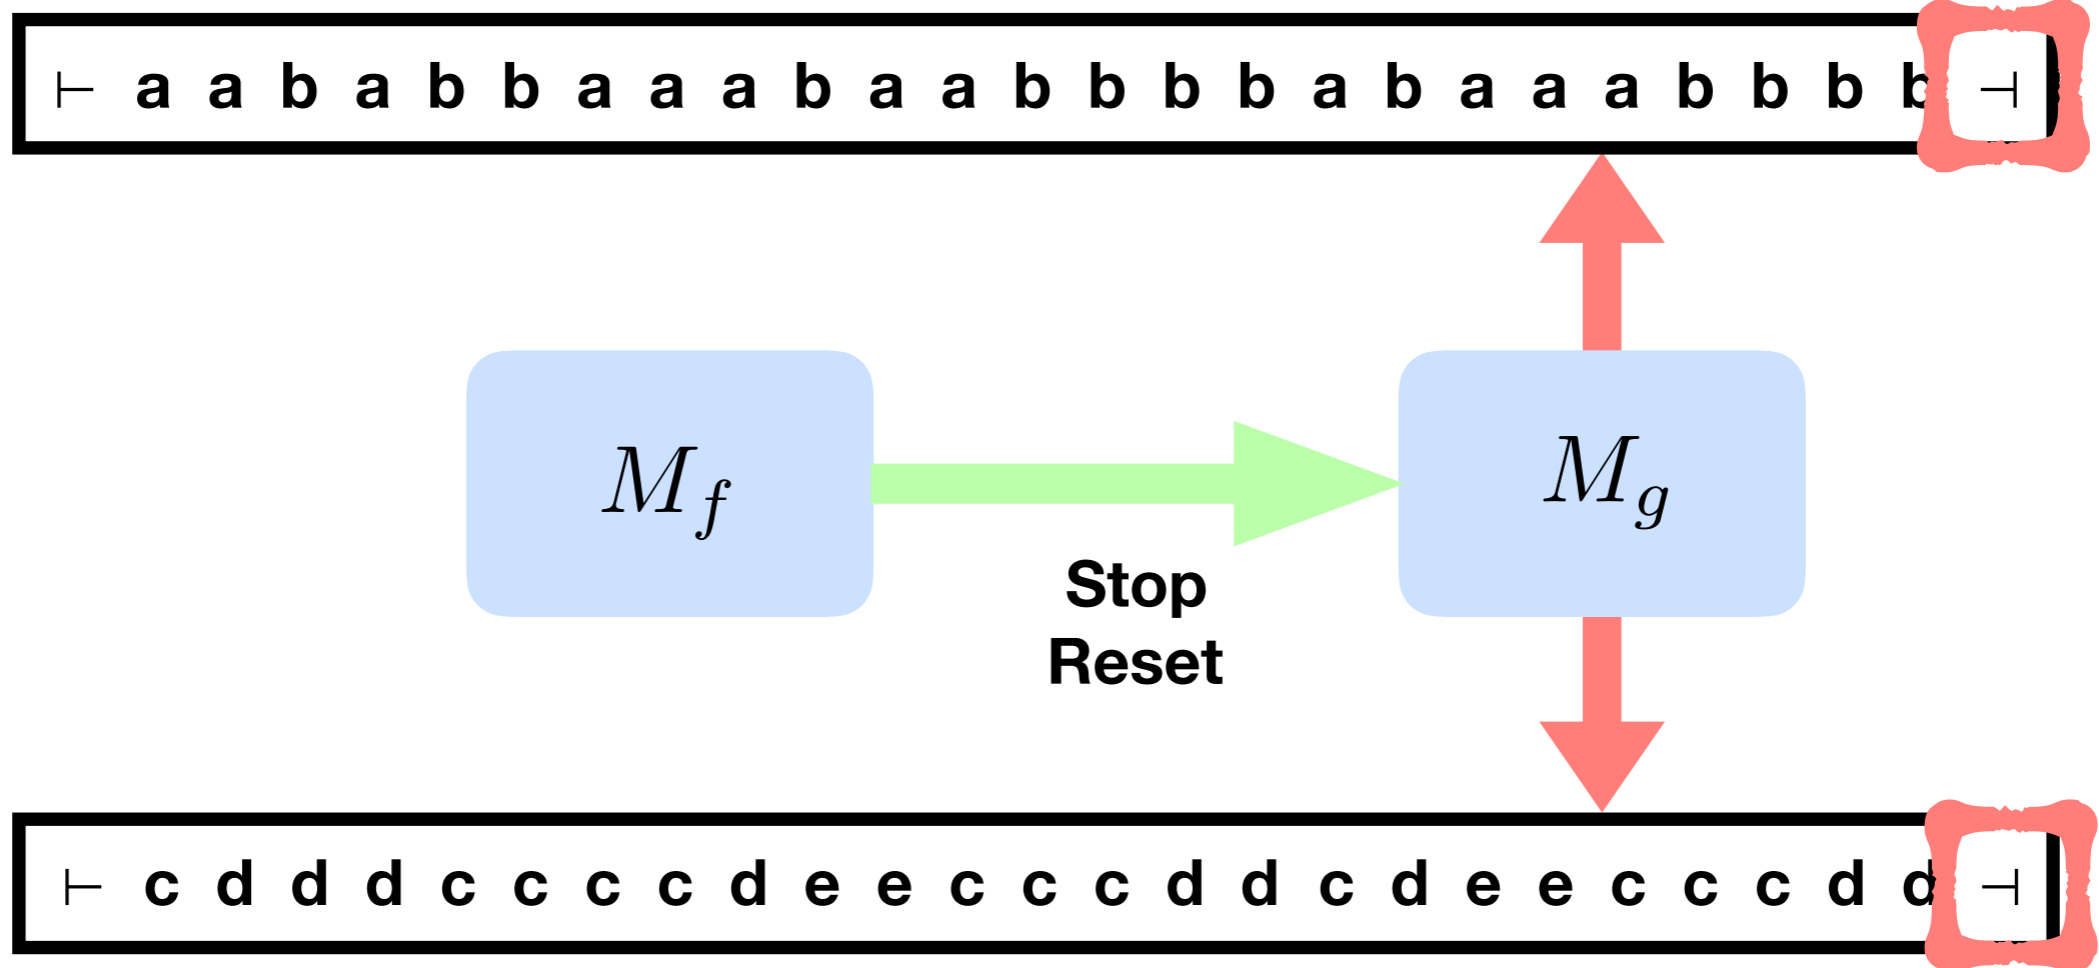 ⊢ a a b a b b a a a b a a b b b b a b a a a b b b b ⊣
M_f
M_g
Stop
Reset
⊢ c d d d c c c c d e e c c c d d c d e e c c c d d ⊣